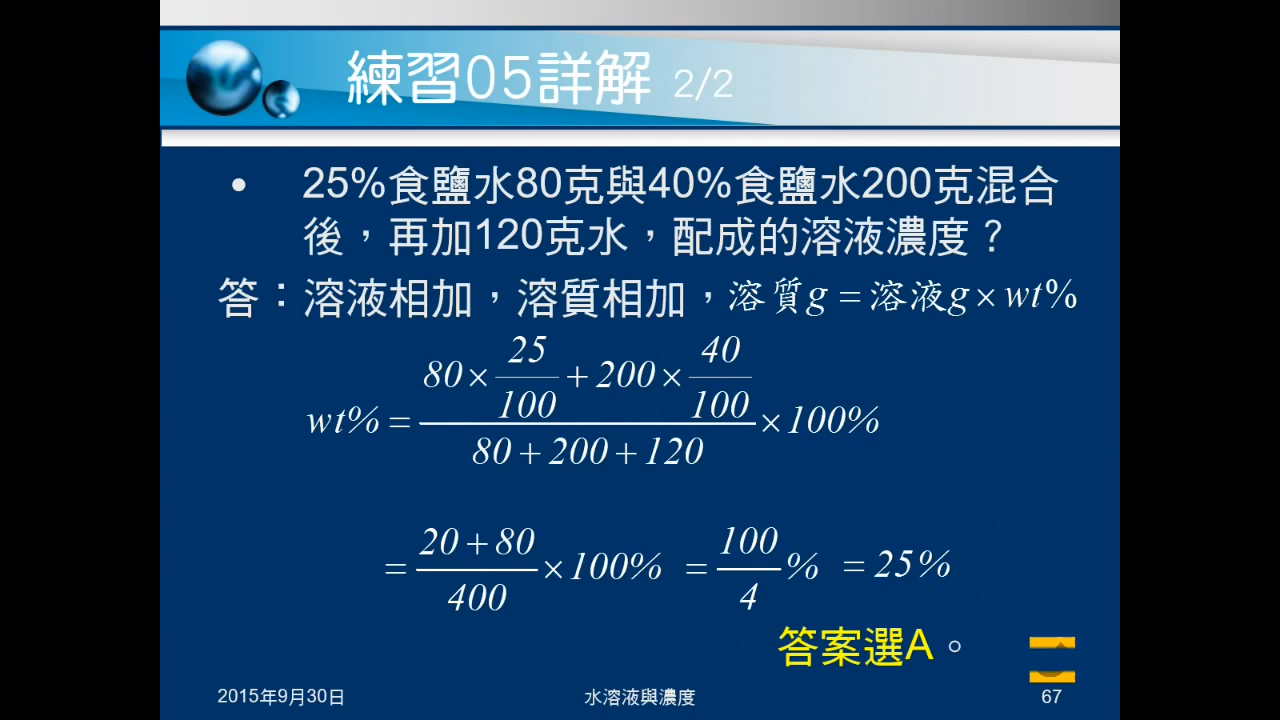 練習05詳解 2/2
• 25%食鹽水80克與40%食鹽水200克混合
後，再加120克水，配成的溶液濃度？
答：溶液相加，溶質相加，溶質g = 溶液g × wt%
wt% = (80 × 25/100 + 200 × 40/100) / (80 + 200 + 120) × 100%
= (20 + 80)/400 × 100% = 100/4 % = 25%
答案選A。
2015年9月30日 水溶液與濃度 67